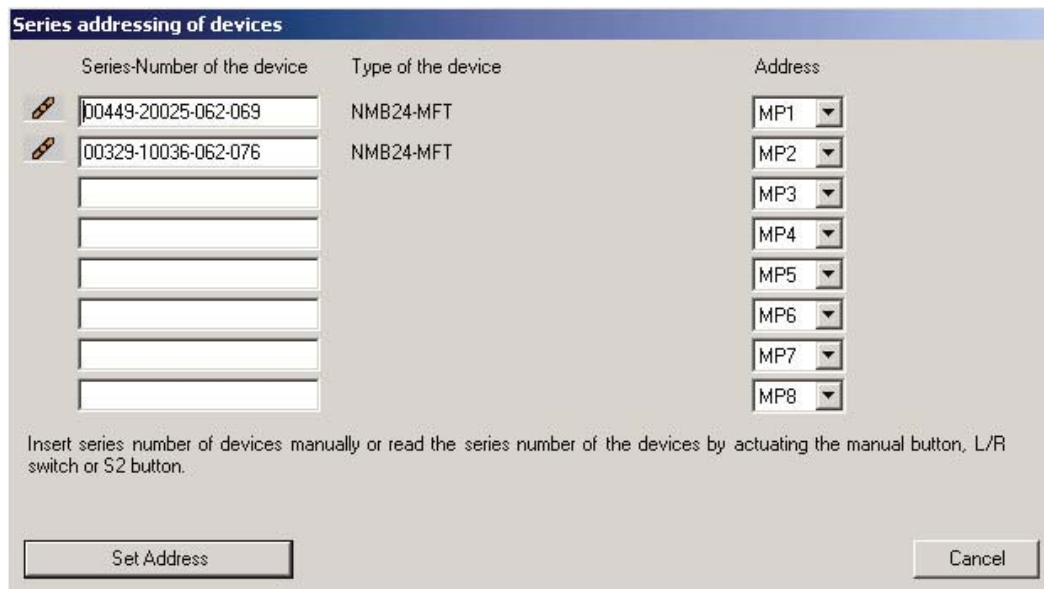 Series addressing of devices
Series-Number of the device Type of the device Address
00449-20025-062-069 NMB24-MFT MP1
00329-10036-062-076 NMB24-MFT MP2
MP3
MP4
MP5
MP6
MP7
MP8
Insert series number of devices manually or read the series number of the devices by actuating the manual button, L/R
switch or S2 button.
Set Address Cancel